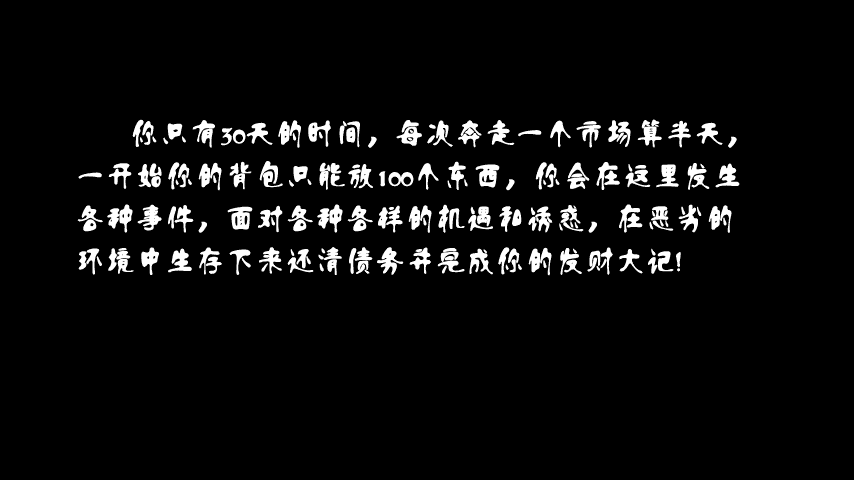 你只有30天的时间，每次奔走一个市场算半天，
一开始你的背包只能放100个东西，你会在这里发生
各种事件，面对各种各样的机遇和诱惑，在恶劣的
环境中生存下来还清债务并完成你的发财大记!